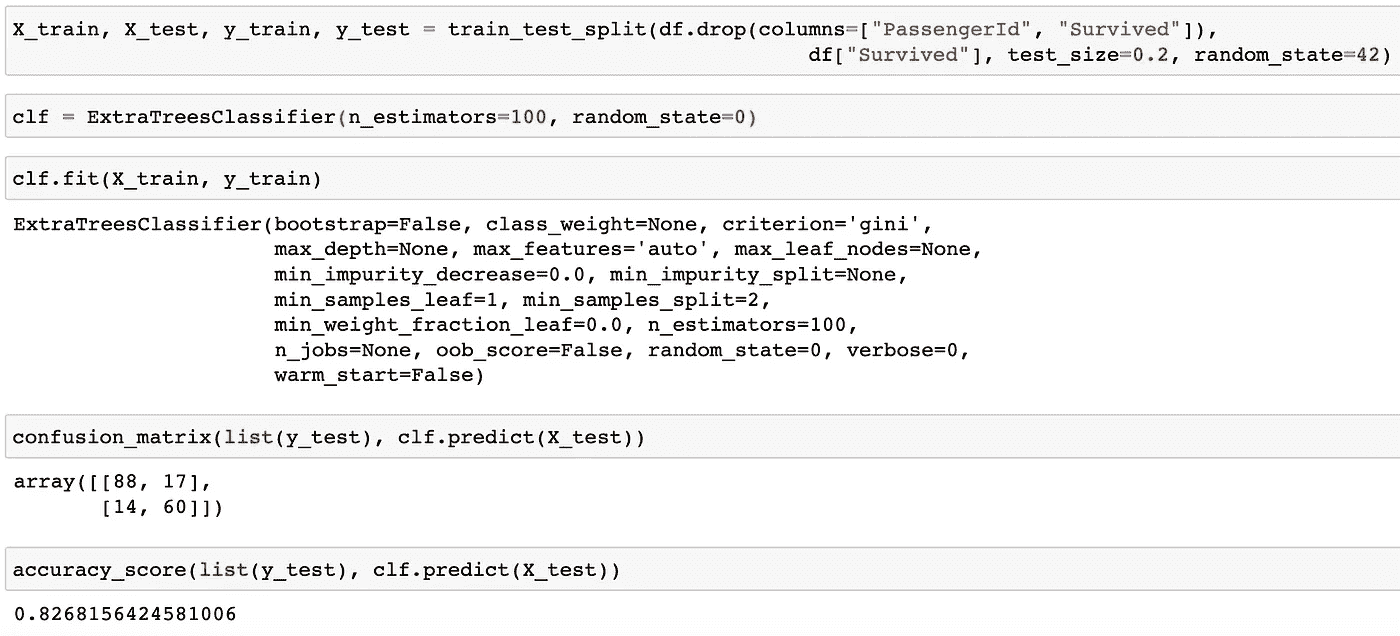 X_train, X_test, y_train, y_test = train_test_split(df.drop(columns=["PassengerId", "Survived"]),
df["Survived"], test_size=0.2, random_state=42)
clf = ExtraTreesClassifier(n_estimators=100, random_state=0)
clf.fit(X_train, y_train)
ExtraTreesClassifier(bootstrap=False, class_weight=None, criterion='gini',
max_depth=None, max_features='auto', max_leaf_nodes=None,
min_impurity_decrease=0.0, min_impurity_split=None,
min_samples_leaf=1, min_samples_split=2,
min_weight_fraction_leaf=0.0, n_estimators=100,
n_jobs=None, oob_score=False, random_state=0, verbose=0,
warm_start=False)
confusion_matrix(list(y_test), clf.predict(X_test))
array([[88, 17],
[14, 60]])
accuracy_score(list(y_test), clf.predict(X_test))
0.8268156424581006